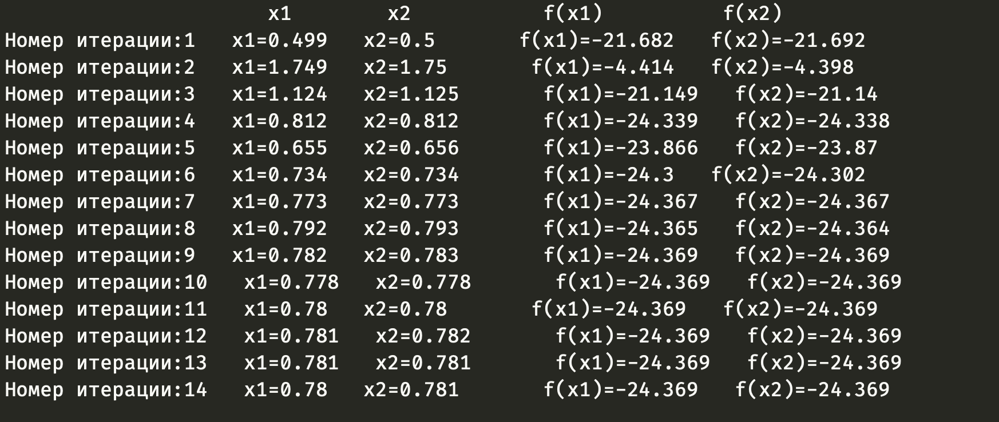 x1 x2 f(x1) f(x2)
Номер итерации:1 x1=0.499 x2=0.5 f(x1)=-21.682 f(x2)=-21.692
Номер итерации:2 x1=1.749 x2=1.75 f(x1)=-4.414 f(x2)=-4.398
Номер итерации:3 x1=1.124 x2=1.125 f(x1)=-21.149 f(x2)=-21.14
Номер итерации:4 x1=0.812 x2=0.812 f(x1)=-24.339 f(x2)=-24.338
Номер итерации:5 x1=0.655 x2=0.656 f(x1)=-23.866 f(x2)=-23.87
Номер итерации:6 x1=0.734 x2=0.734 f(x1)=-24.3 f(x2)=-24.302
Номер итерации:7 x1=0.773 x2=0.773 f(x1)=-24.367 f(x2)=-24.367
Номер итерации:8 x1=0.792 x2=0.793 f(x1)=-24.365 f(x2)=-24.364
Номер итерации:9 x1=0.782 x2=0.783 f(x1)=-24.369 f(x2)=-24.369
Номер итерации:10 x1=0.778 x2=0.778 f(x1)=-24.369 f(x2)=-24.369
Номер итерации:11 x1=0.78 x2=0.78 f(x1)=-24.369 f(x2)=-24.369
Номер итерации:12 x1=0.781 x2=0.782 f(x1)=-24.369 f(x2)=-24.369
Номер итерации:13 x1=0.781 x2=0.781 f(x1)=-24.369 f(x2)=-24.369
Номер итерации:14 x1=0.78 x2=0.781 f(x1)=-24.369 f(x2)=-24.369